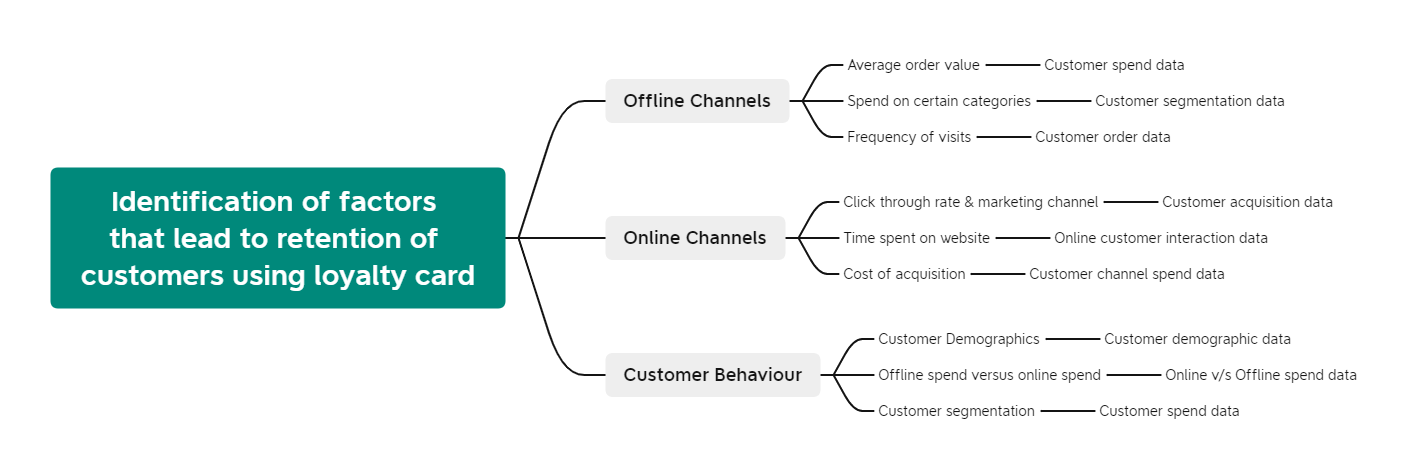 Identification of factors
that lead to retention of
customers using loyalty card
Offline Channels
Average order value
Customer spend data
Spend on certain categories
Customer segmentation data
Frequency of visits
Customer order data
Online Channels
Click through rate & marketing channel
Customer acquisition data
Time spent on website
Online customer interaction data
Cost of acquisition
Customer channel spend data
Customer Behaviour
Customer Demographics
Customer demographic data
Offline spend versus online spend
Online v/s Offline spend data
Customer segmentation
Customer spend data